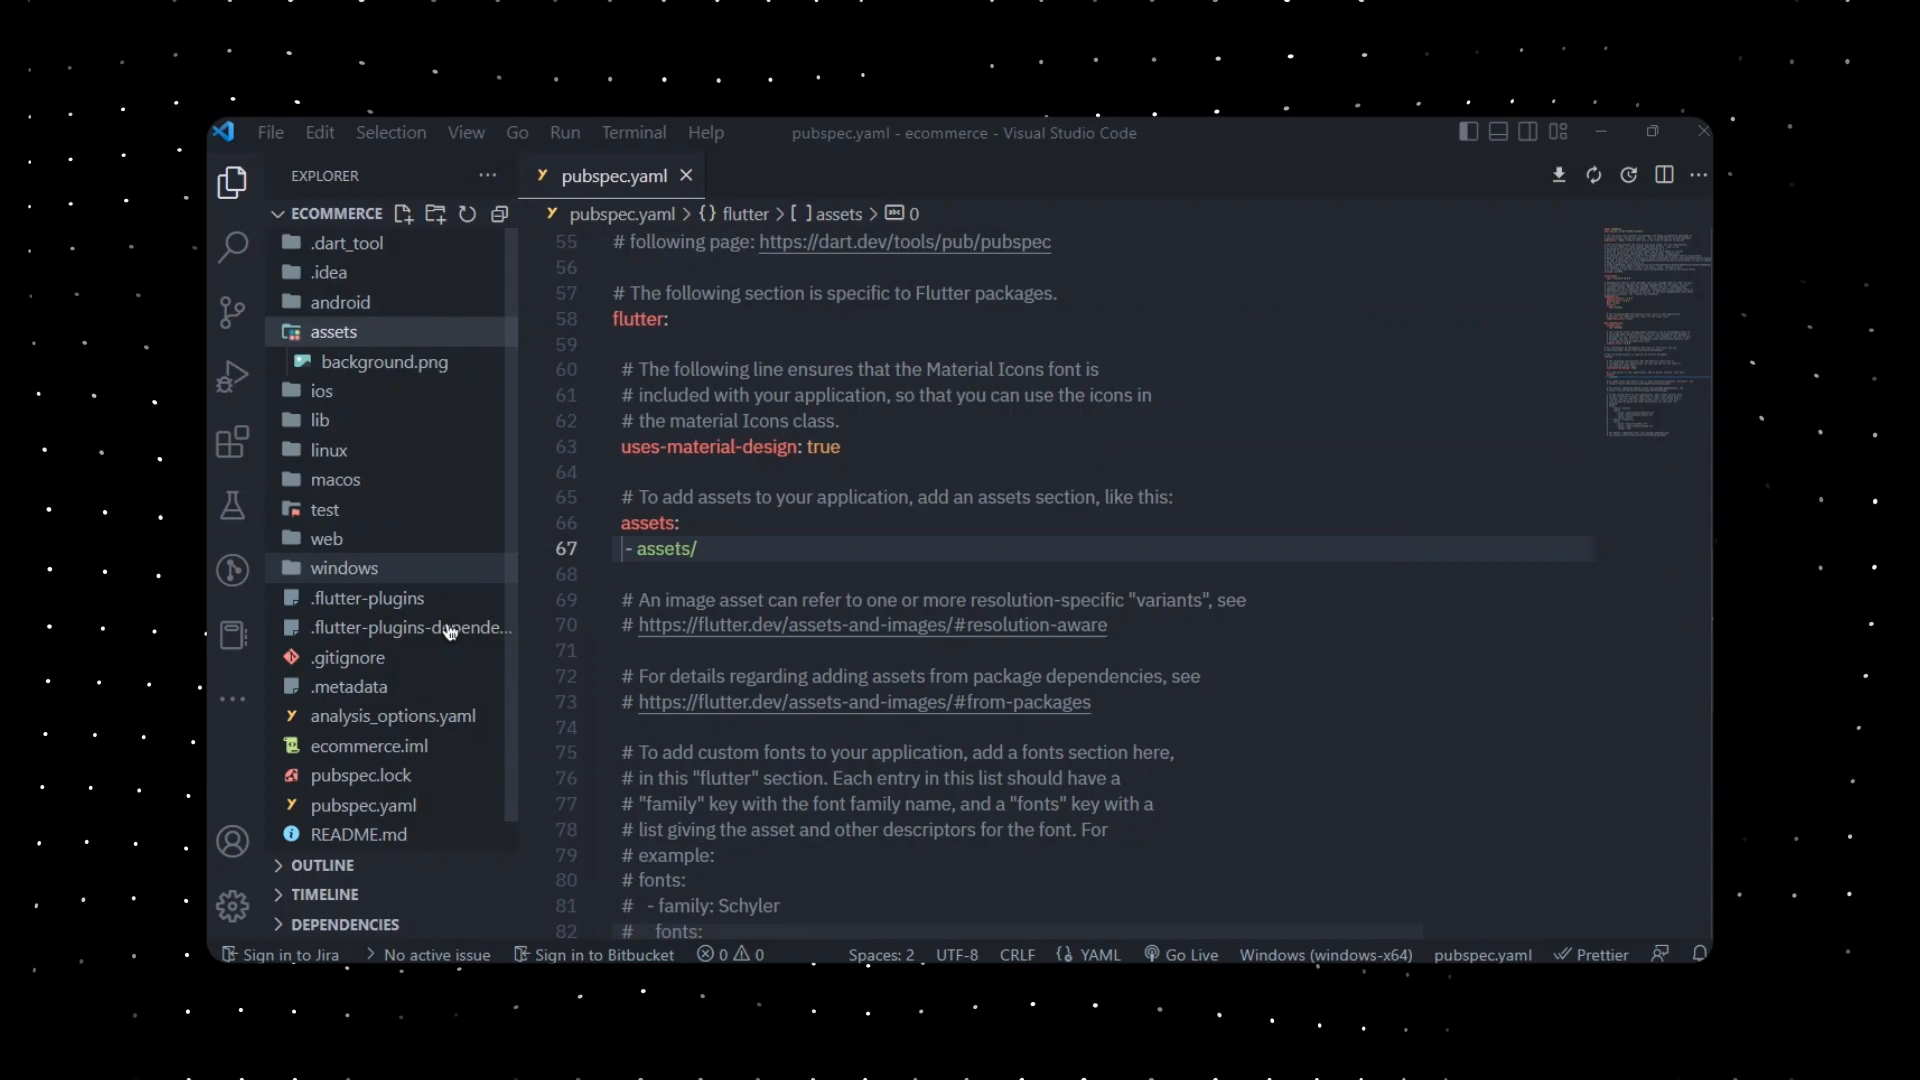 File Edit Selection View Go Run Terminal Help
pubspec.yaml - ecommerce - Visual Studio Code
EXPLORER
pubspec.yaml
ECOMMERCE
pubspec.yaml > {} flutter > [ ] assets > abc 0
.dart_tool
.idea
android
assets
background.png
ios
lib
linux
macos
test
web
windows
.flutter-plugins
.flutter-plugins-depende...
.gitignore
.metadata
analysis_options.yaml
ecommerce.iml
pubspec.lock
pubspec.yaml
README.md
OUTLINE
TIMELINE
DEPENDENCIES
55 # following page: https://dart.dev/tools/pub/pubspec
56
57 # The following section is specific to Flutter packages.
58 flutter:
59
60 # The following line ensures that the Material Icons font is
61 # included with your application, so that you can use the icons in
62 # the material Icons class.
63 uses-material-design: true
64
65 # To add assets to your application, add an assets section, like this:
66 assets:
67 - assets/
68
69 # An image asset can refer to one or more resolution-specific "variants", see
70 # https://flutter.dev/assets-and-images/#resolution-aware
71
72 # For details regarding adding assets from package dependencies, see
73 # https://flutter.dev/assets-and-images/#from-packages
74
75 # To add custom fonts to your application, add a fonts section here,
76 # in this "flutter" section. Each entry in this list should have a
77 # "family" key with the font family name, and a "fonts" key with a
78 # list giving the asset and other descriptors for the font. For
79 # example:
80 # fonts:
81 # - family: Schyler
82 # fonts:
Sign in to Jira > No active issue Sign in to Bitbucket 0 0 Spaces: 2 UTF-8 CRLF YAML Go Live Windows (windows-x64) pubspec.yaml Prettier